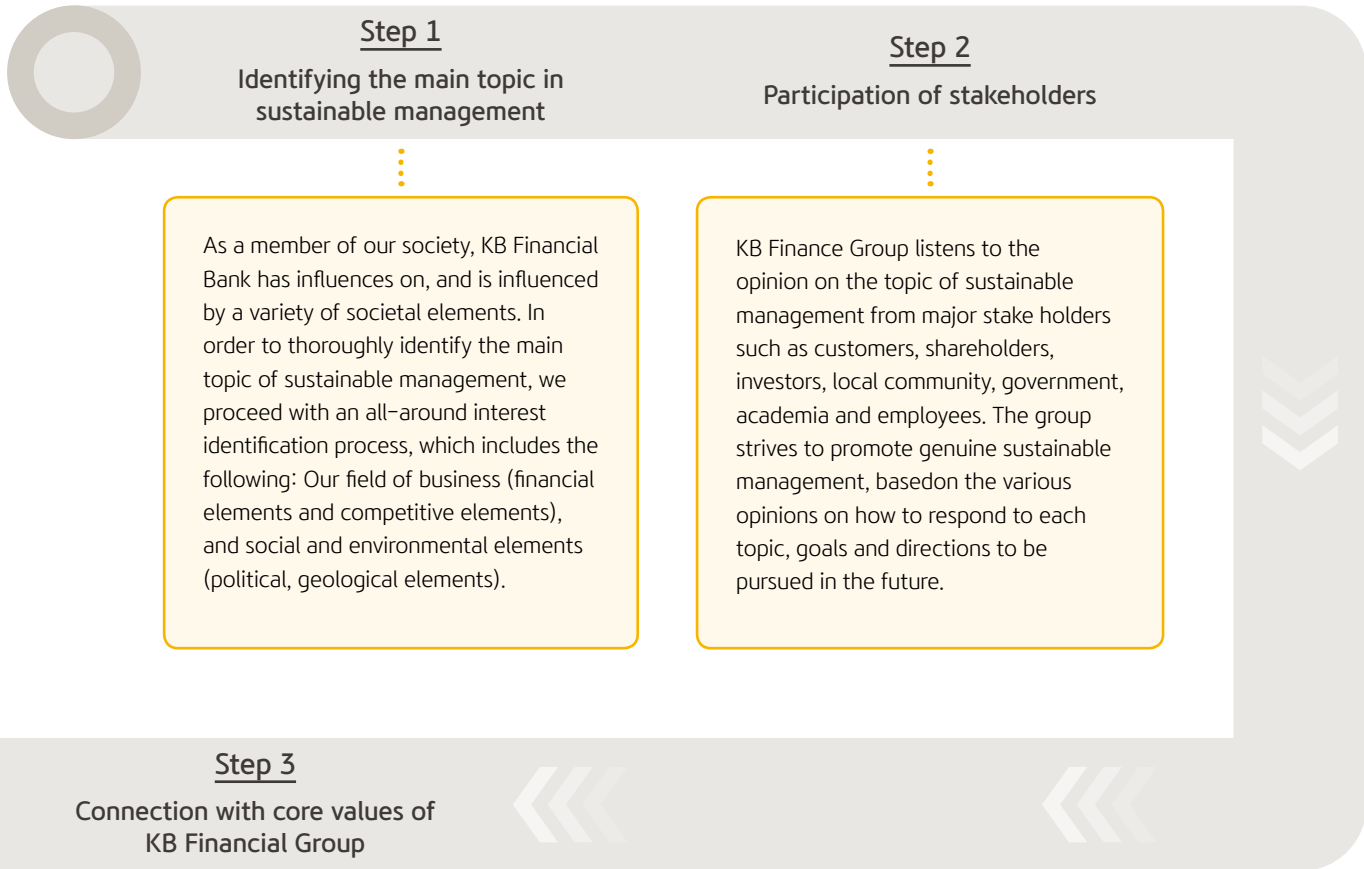 Step 1
Identifying the main topic in
sustainable management
Step 2
Participation of stakeholders
As a member of our society, KB Financial
Bank has influences on, and is influenced
by a variety of societal elements. In
order to thoroughly identify the main
topic of sustainable management, we
proceed with an all-around interest
identification process, which includes the
following: Our field of business (financial
elements and competitive elements),
and social and environmental elements
(political, geological elements).
KB Finance Group listens to the
opinion on the topic of sustainable
management from major stake holders
such as customers, shareholders,
investors, local community, government,
academia and employees. The group
strives to promote genuine sustainable
management, basedon the various
opinions on how to respond to each
topic, goals and directions to be
pursued in the future.
Step 3
Connection with core values of
KB Financial Group